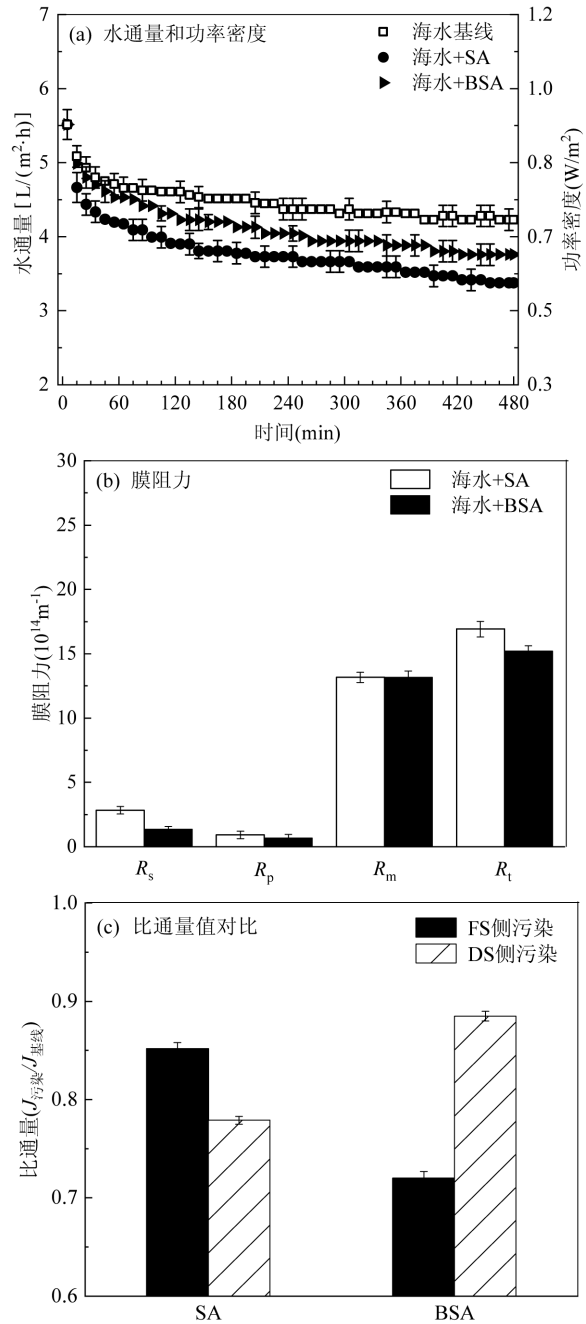 (a) 水通量和功率密度
海水基线
海水+SA
海水+BSA
水通量[L/(m²·h)]
7
6
5
4
3
2
功率密度(W/m²)
1.2
1.0
0.8
0.7
0.5
0.3
0 60 120 180 240 300 360 420 480
时间(min)
(b) 膜阻力
海水+SA
海水+BSA
膜阻力(10¹⁴m⁻¹)
30
25
20
15
10
5
0
Rs Rp Rm Rt
(c) 比通量值对比
FS侧污染
DS侧污染
比通量(J污染/J基线)
1.0
0.9
0.8
0.7
0.6
SA BSA